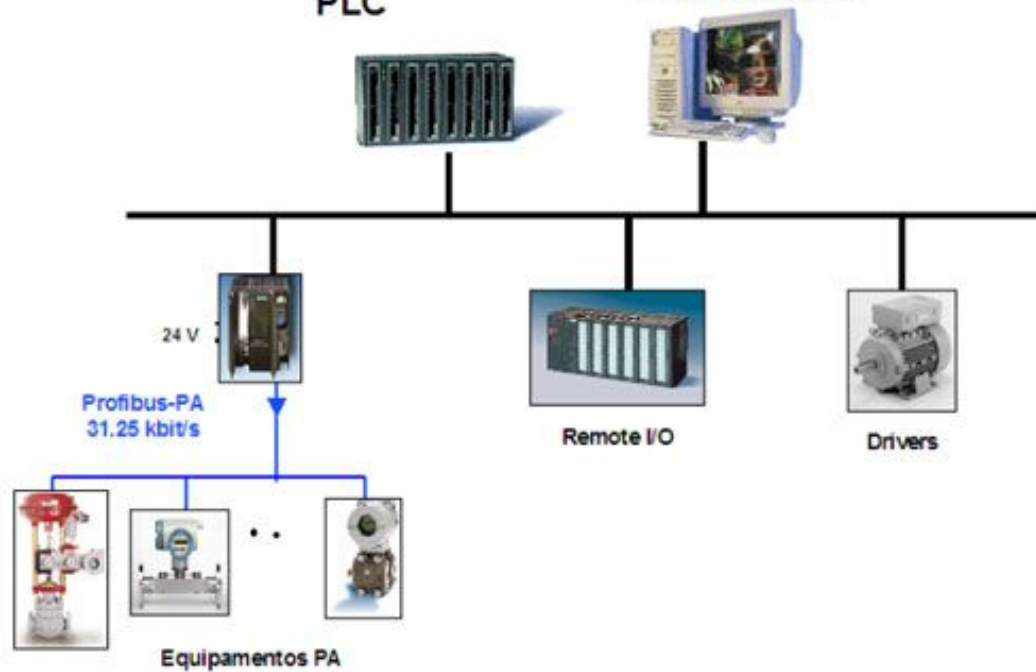 PLC
24 V
Profibus-PA
31.25 kbit/s
Remote I/O
Drivers
Equipamentos PA